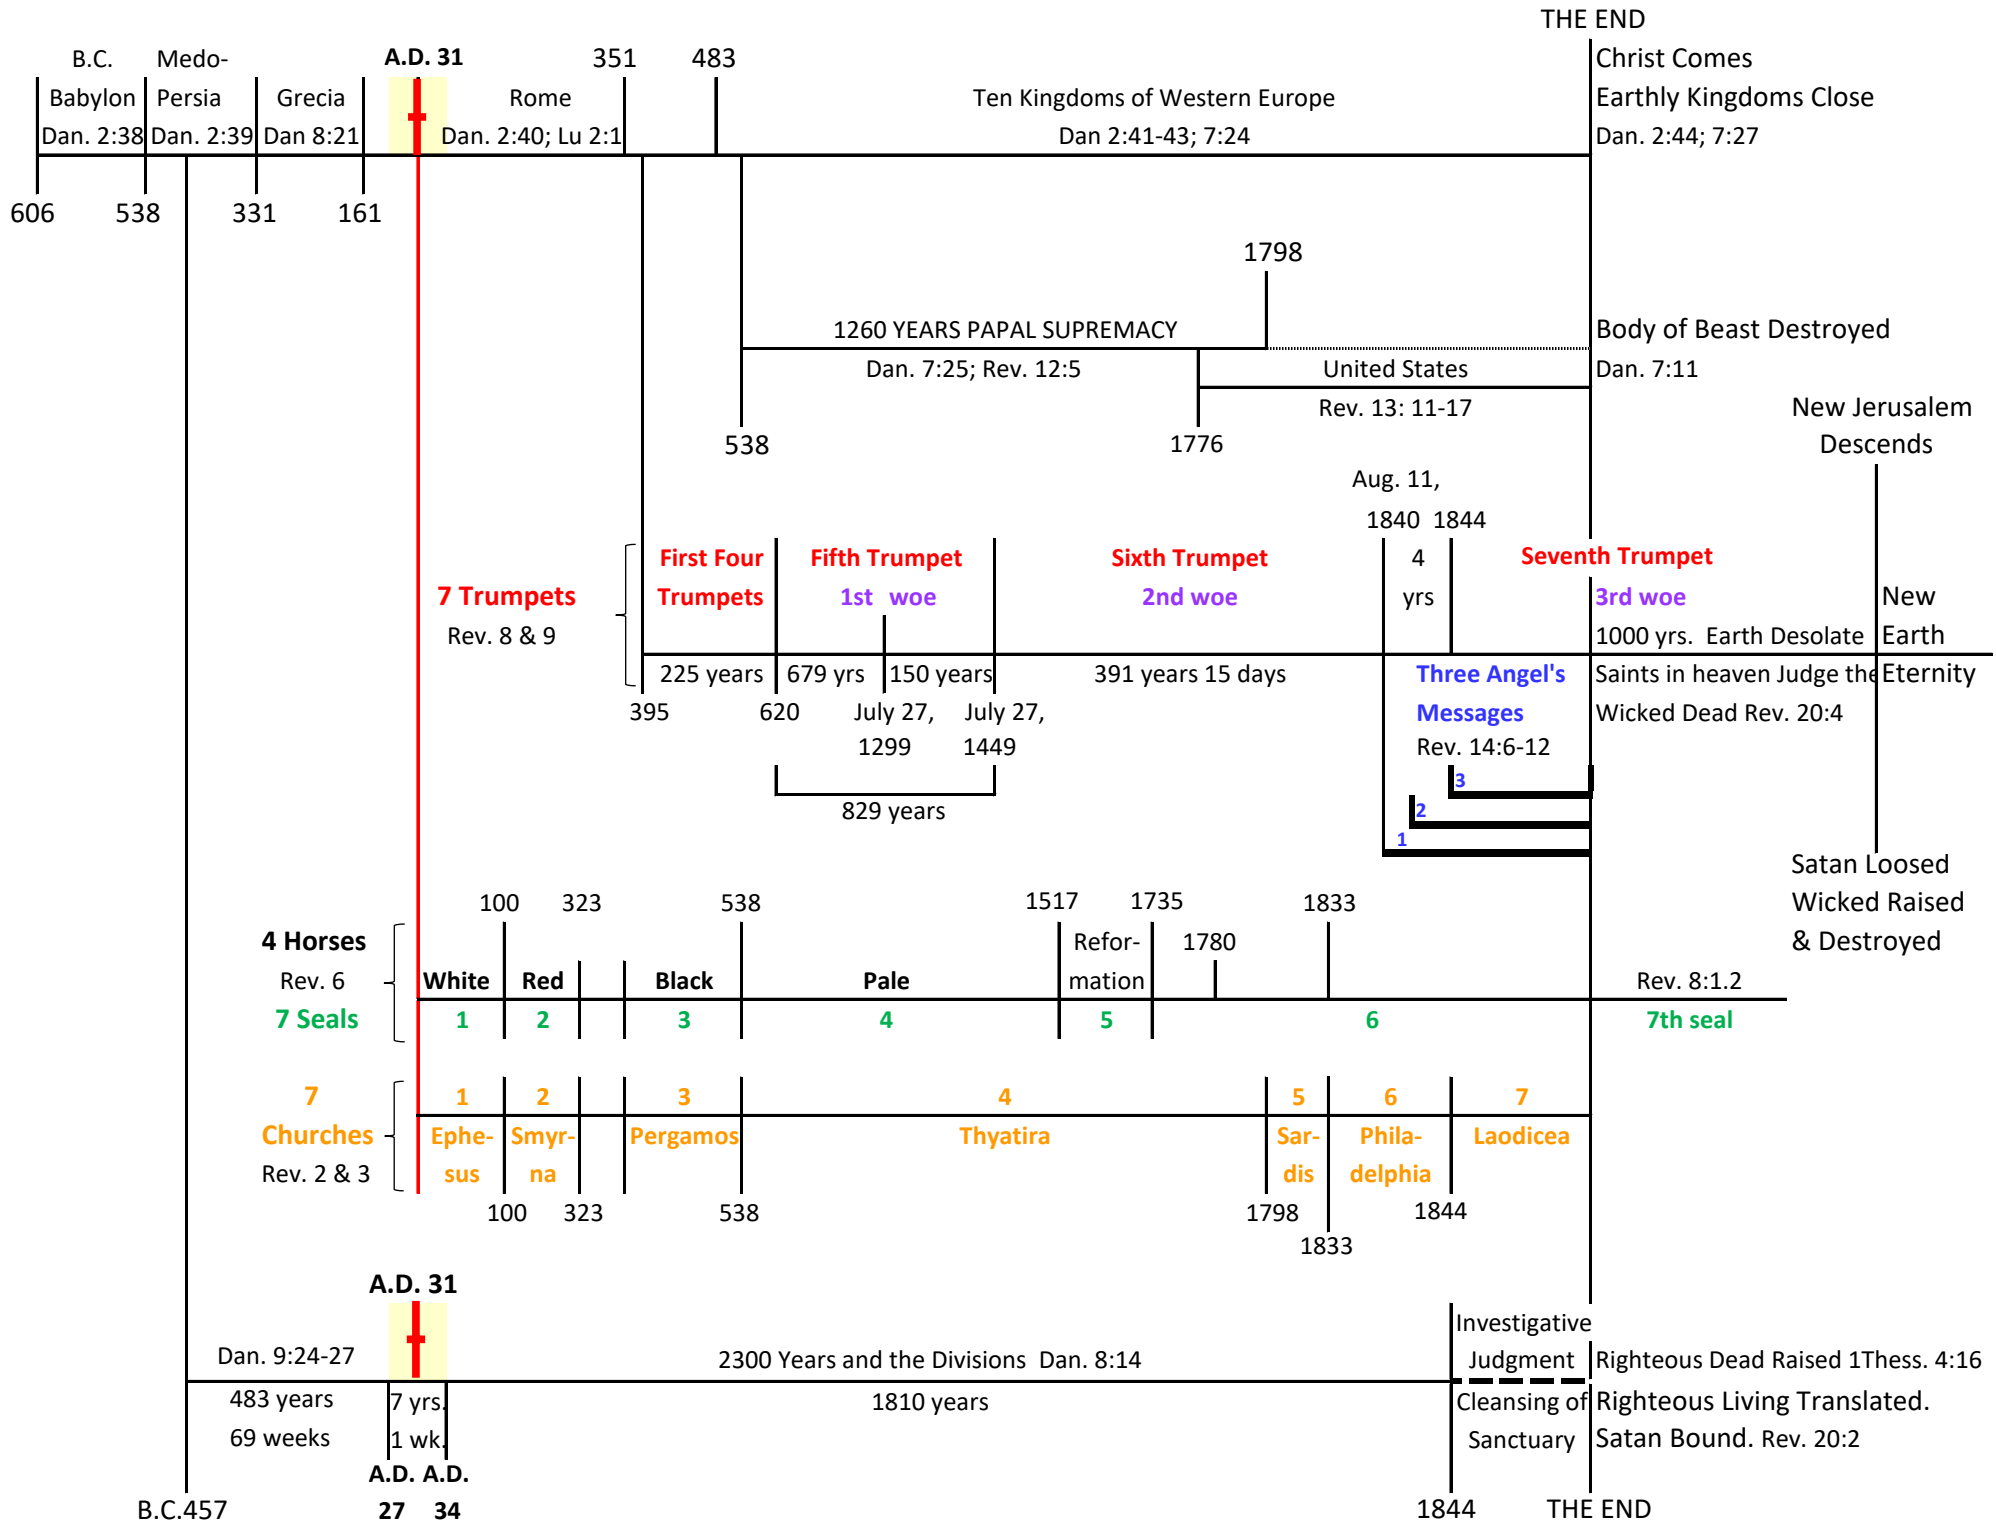 THE END
B.C. Medo- A.D. 31 351 483 Christ Comes
Babylon Persia Grecia Rome Ten Kingdoms of Western Europe Earthly Kingdoms Close
Dan. 2:38 Dan. 2:39 Dan 8:21 Dan. 2:40; Lu 2:1 Dan 2:41-43; 7:24 Dan. 2:44; 7:27
606 538 331 161
1798
1260 YEARS PAPAL SUPREMACY Body of Beast Destroyed
Dan. 7:25; Rev. 12:5 United States Dan. 7:11
Rev. 13: 11-17 New Jerusalem
538 1776 Descends
Aug. 11,
1840 1844
First Four Fifth Trumpet Sixth Trumpet 4 Seventh Trumpet
7 Trumpets Trumpets 1st woe 2nd woe yrs 3rd woe New
Rev. 8 & 9 1000 yrs. Earth Desolate Earth
225 years 679 yrs 150 years 391 years 15 days Three Angel's Saints in heaven Judge the Eternity
395 620 July 27, July 27, Messages Wicked Dead Rev. 20:4
1299 1449 Rev. 14:6-12
3
829 years 2
1
Satan Loosed
100 323 538 1517 1735 1833 Wicked Raised
4 Horses Refor- 1780 & Destroyed
Rev. 6 White Red Black Pale mation Rev. 8:1.2
7 Seals 1 2 3 4 5 6 7th seal
7 1 2 3 4 5 6 7
Churches Ephe- Smyr- Pergamos Thyatira Sar- Phila- Laodicea
Rev. 2 & 3 sus na dis delphia
100 323 538 1798 1844
1833
A.D. 31
Investigative
Dan. 9:24-27 2300 Years and the Divisions Dan. 8:14 Judgment Righteous Dead Raised 1Thess. 4:16
483 years 7 yrs. 1810 years Cleansing of Righteous Living Translated.
69 weeks 1 wk. Sanctuary Satan Bound. Rev. 20:2
A.D. A.D.
B.C.457 27 34 1844 THE END